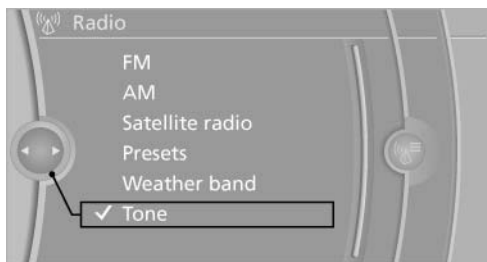 Radio
FM
AM
Satellite radio
Presets
Weather band
✓ Tone